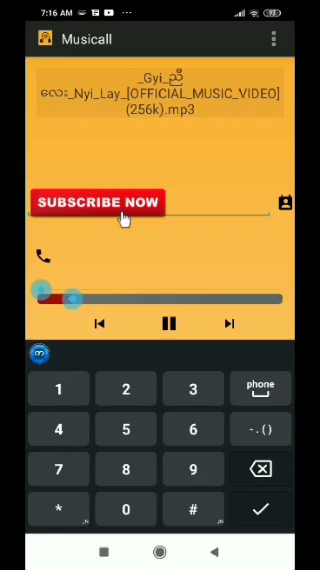 7:16 AM
93
Musicall
_Gyi_ညီ
လေး_Nyi_Lay_[OFFICIAL_MUSIC_VIDEO]
(256k).mp3
SUBSCRIBE NOW
1 2 3 phone
4 5 6 -.()
7 8 9
* 0 #